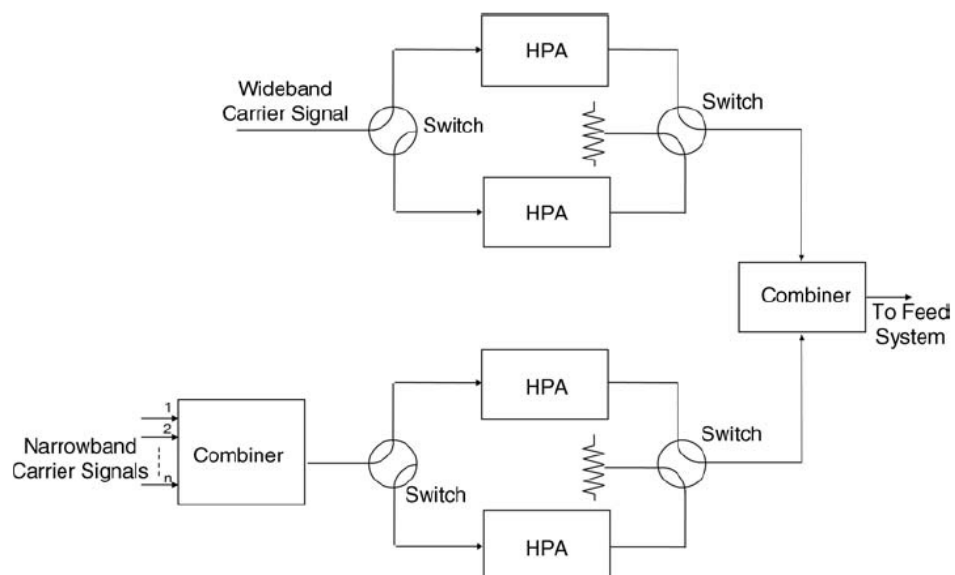 HPA
Wideband
Carrier Signal
Switch
Switch
HPA
Combiner
To Feed
System
HPA
1
2
n
Narrowband
Carrier Signals
Combiner
Switch
Switch
HPA